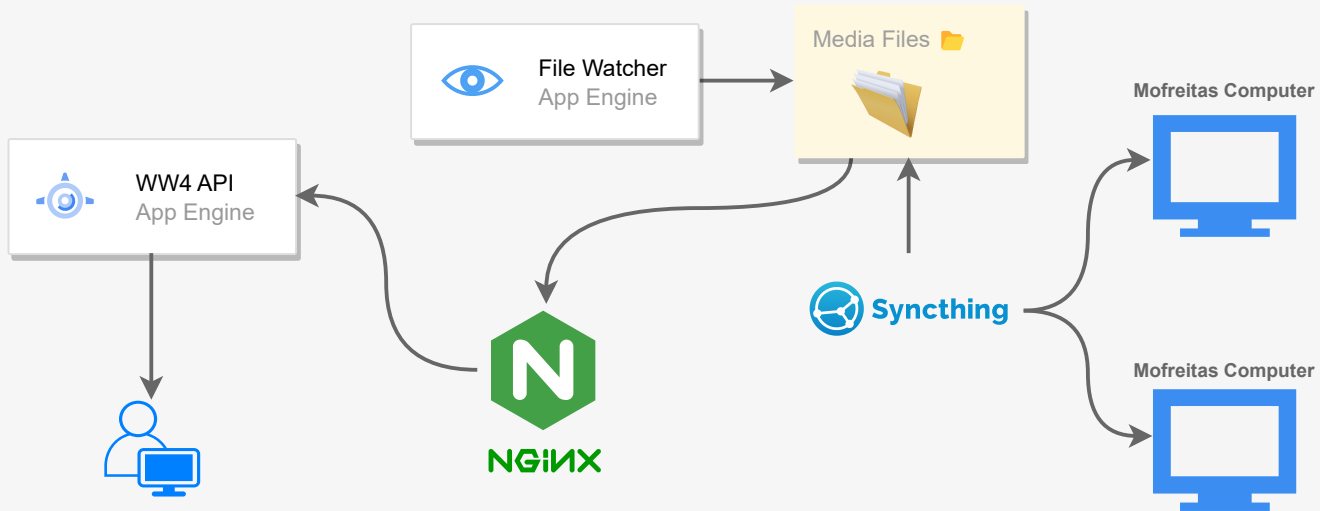 Media Files
File Watcher
App Engine
Mofreitas Computer
WW4 API
App Engine
Syncthing
Mofreitas Computer
N
NGiNX